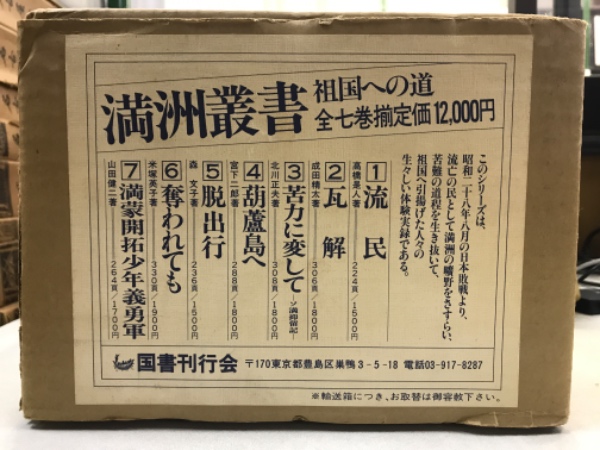 満洲叢書
祖国への道
全七巻揃定価12,000円
このシリーズは、
昭和二十八年八月の日本敗戦より、
流亡の民として満洲の曠野をさすらい、
苦難の道程を生き抜いて、
祖国へ引揚げた人々の
生々しい体験実録である。
1 流民
高橋是人著 224頁/1500円
2 瓦解
成田精太著 306頁/1800円
3 苦力に変して―ソ満抑留記―
北川正夫著 308頁/1800円
4 葫蘆島へ
宮下二郎著 288頁/1800円
5 脱出行
森 文子著 236頁/1500円
6 奪われても
米塚英子著 330頁/1900円
7 満蒙開拓少年義勇軍
山田健二著 264頁/1700円
国書刊行会 〒170東京都豊島区巣鴨3-5-18 電話03-917-8287
※輸送箱につき、お取替は御容赦下さい。